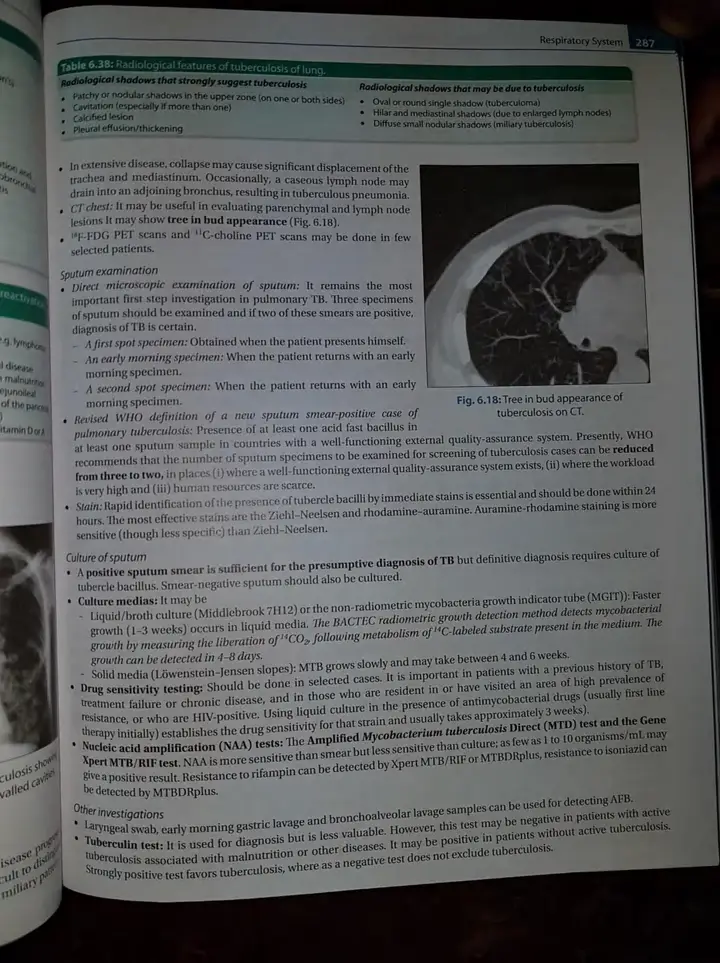 Respiratory System 287
Table 6.38: Radiological features of tuberculosis of lung.
Radiological shadows that strongly suggest tuberculosis
• Patchy or nodular shadows in the upper zone (on one or both sides)
• Cavitation (especially if more than one)
• Calcified lesion
• Pleural effusion/thickening
Radiological shadows that may be due to tuberculosis
• Oval or round single shadow (tuberculoma)
• Hilar and mediastinal shadows (due to enlarged lymph nodes)
• Diffuse small nodular shadows (miliary tuberculosis)
• In extensive disease, collapse may cause significant displacement of the
trachea and mediastinum. Occasionally, a caseous lymph node may
drain into an adjoining bronchus, resulting in tuberculous pneumonia.
• CT chest: It may be useful in evaluating parenchymal and lymph node
lesions It may show tree in bud appearance (Fig. 6.18).
• ¹⁸F-FDG PET scans and ¹¹C-choline PET scans may be done in few
selected patients.
Sputum examination
• Direct microscopic examination of sputum: It remains the most
important first step investigation in pulmonary TB. Three specimens
of sputum should be examined and if two of these smears are positive,
diagnosis of TB is certain.
– A first spot specimen: Obtained when the patient presents himself.
– An early morning specimen: When the patient returns with an early
morning specimen.
– A second spot specimen: When the patient returns with an early
morning specimen.
Fig. 6.18: Tree in bud appearance of
tuberculosis on CT.
• Revised WHO definition of a new sputum smear-positive case of
pulmonary tuberculosis: Presence of at least one acid fast bacillus in
at least one sputum sample in countries with a well-functioning external quality-assurance system. Presently, WHO
recommends that the number of sputum specimens to be examined for screening of tuberculosis cases can be reduced
from three to two, in places (i) where a well-functioning external quality-assurance system exists, (ii) where the workload
is very high and (iii) human resources are scarce.
• Stain: Rapid identification of the presence of tubercle bacilli by immediate stains is essential and should be done within 24
hours. The most effective stains are the Ziehl–Neelsen and rhodamine–auramine. Auramine-rhodamine staining is more
sensitive (though less specific) than Ziehl–Neelsen.
Culture of sputum
• A positive sputum smear is sufficient for the presumptive diagnosis of TB but definitive diagnosis requires culture of
tubercle bacillus. Smear-negative sputum should also be cultured.
• Culture medias: It may be
- Liquid/broth culture (Middlebrook 7H12) or the non-radiometric mycobacteria growth indicator tube (MGIT)): Faster
growth (1–3 weeks) occurs in liquid media. The BACTEC radiometric growth detection method detects mycobacterial
growth by measuring the liberation of ¹⁴CO₂, following metabolism of ¹⁴C-labeled substrate present in the medium. The
growth can be detected in 4–8 days.
- Solid media (Löwenstein–Jensen slopes): MTB grows slowly and may take between 4 and 6 weeks.
• Drug sensitivity testing: Should be done in selected cases. It is important in patients with a previous history of TB,
treatment failure or chronic disease, and in those who are resident in or have visited an area of high prevalence of
resistance, or who are HIV-positive. Using liquid culture in the presence of antimycobacterial drugs (usually first line
therapy initially) establishes the drug sensitivity for that strain and usually takes approximately 3 weeks).
• Nucleic acid amplification (NAA) tests: The Amplified Mycobacterium tuberculosis Direct (MTD) test and the Gene
Xpert MTB/RIF test. NAA is more sensitive than smear but less sensitive than culture; as few as 1 to 10 organisms/mL may
give a positive result. Resistance to rifampin can be detected by Xpert MTB/RIF or MTBDRplus, resistance to isoniazid can
be detected by MTBDRplus.
Other investigations
• Laryngeal swab, early morning gastric lavage and bronchoalveolar lavage samples can be used for detecting AFB.
• Tuberculin test: It is used for diagnosis but is less valuable. However, this test may be negative in patients with active
tuberculosis associated with malnutrition or other diseases. It may be positive in patients without active tuberculosis.
Strongly positive test favors tuberculosis, where as a negative test does not exclude tuberculosis.